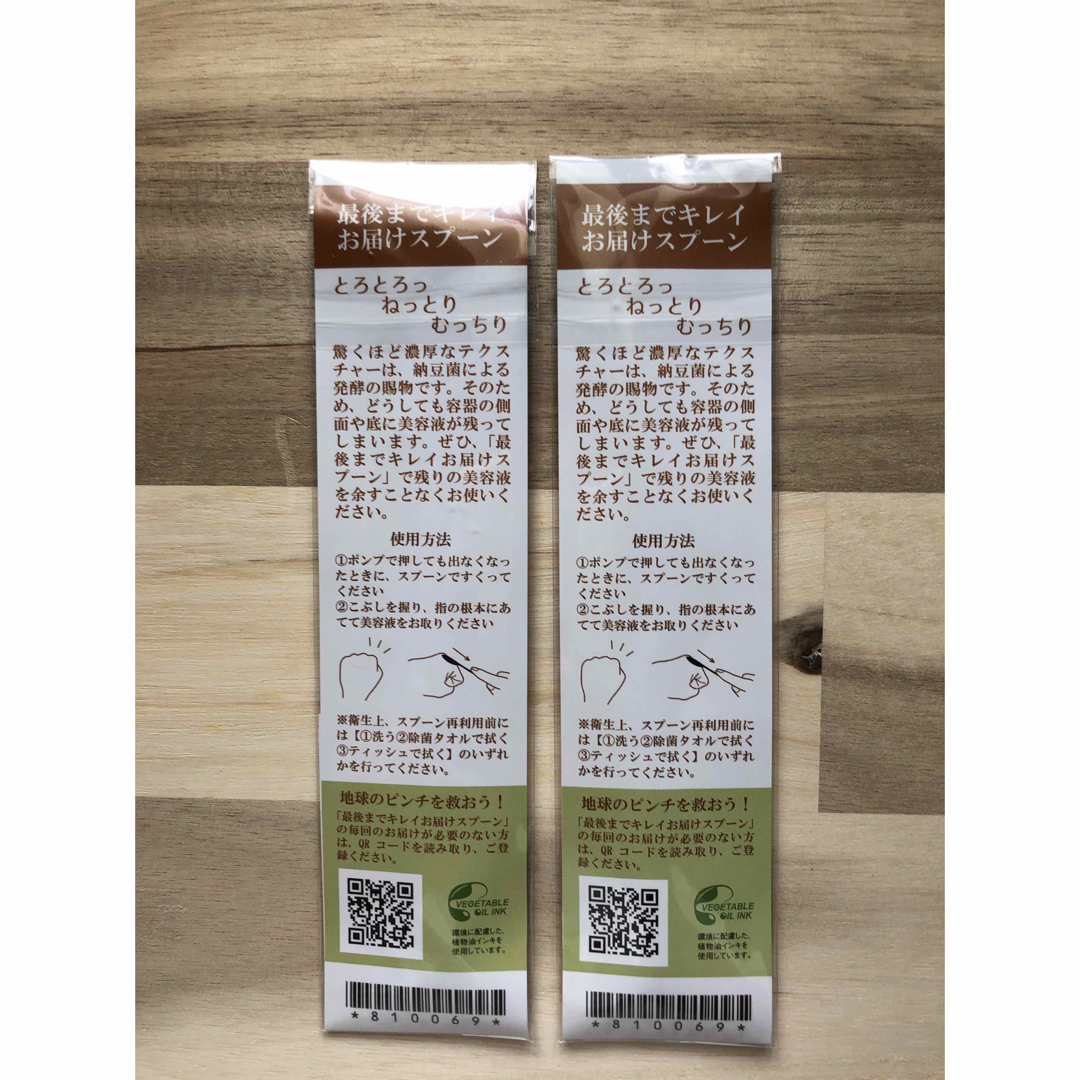 最後までキレイ
お届けスプーン
とろとろっ
ねっとり
むっちり
驚くほど濃厚なテクス
チャーは、納豆菌による
発酵の賜物です。そのた
め、どうしても容器の側
面や底に美容液が残って
しまいます。ぜひ、「最
後までキレイお届けス
プーン」で残りの美容液
を余すことなくお使いく
ださい。
使用方法
①ポンプで押しても出なくなっ
たときに、スプーンですくって
ください
②こぶしを握り、指の根本にあ
てて美容液をお取りください
※衛生上、スプーン再利用前に
は【①洗う②除菌タオルで拭く
③ティッシュで拭く】のいずれ
かを行ってください。
地球のピンチを救おう！
「最後までキレイお届けスプーン」
の毎回のお届けが必要のない方
は、QR コードを読み取り、ご登
録ください。
VEGETABLE
OIL INK
環境に配慮した、
植物油インキを
使用しています。
*810069*
最後までキレイ
お届けスプーン
とろとろっ
ねっとり
むっちり
驚くほど濃厚なテクス
チャーは、納豆菌による
発酵の賜物です。そのた
め、どうしても容器の側
面や底に美容液が残って
しまいます。ぜひ、「最
後までキレイお届けス
プーン」で残りの美容液
を余すことなくお使いく
ださい。
使用方法
①ポンプで押しても出なくなっ
たときに、スプーンですくって
ください
②こぶしを握り、指の根本にあ
てて美容液をお取りください
※衛生上、スプーン再利用前に
は【①洗う②除菌タオルで拭く
③ティッシュで拭く】のいずれ
かを行ってください。
地球のピンチを救おう！
「最後までキレイお届けスプーン」
の毎回のお届けが必要のない方
は、QR コードを読み取り、ご登
録ください。
VEGETABLE
OIL INK
環境に配慮した、
植物油インキを
使用しています。
*810069*